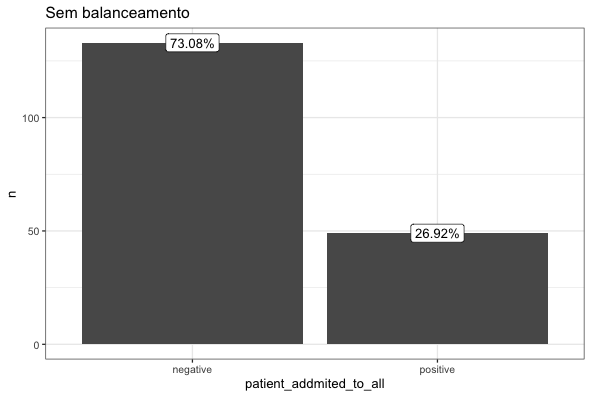 Sem balanceamento
n
100
50
0
73.08%
26.92%
negative
positive
patient_addmited_to_all